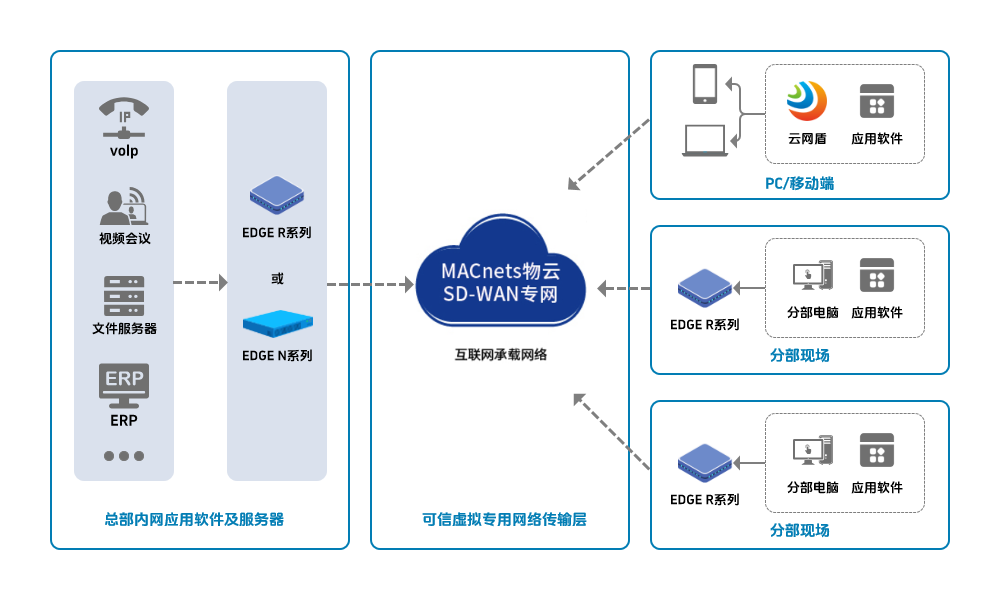 IP
volp
视频会议
文件服务器
ERP
ERP
EDGE R系列
或
EDGE N系列
总部内网应用软件及服务器
MACnets物云
SD-WAN专网
互联网承载网络
可信虚拟专用网络传输层
云网盾
应用软件
PC/移动端
EDGE R系列
分部电脑
应用软件
分部现场
EDGE R系列
分部电脑
应用软件
分部现场